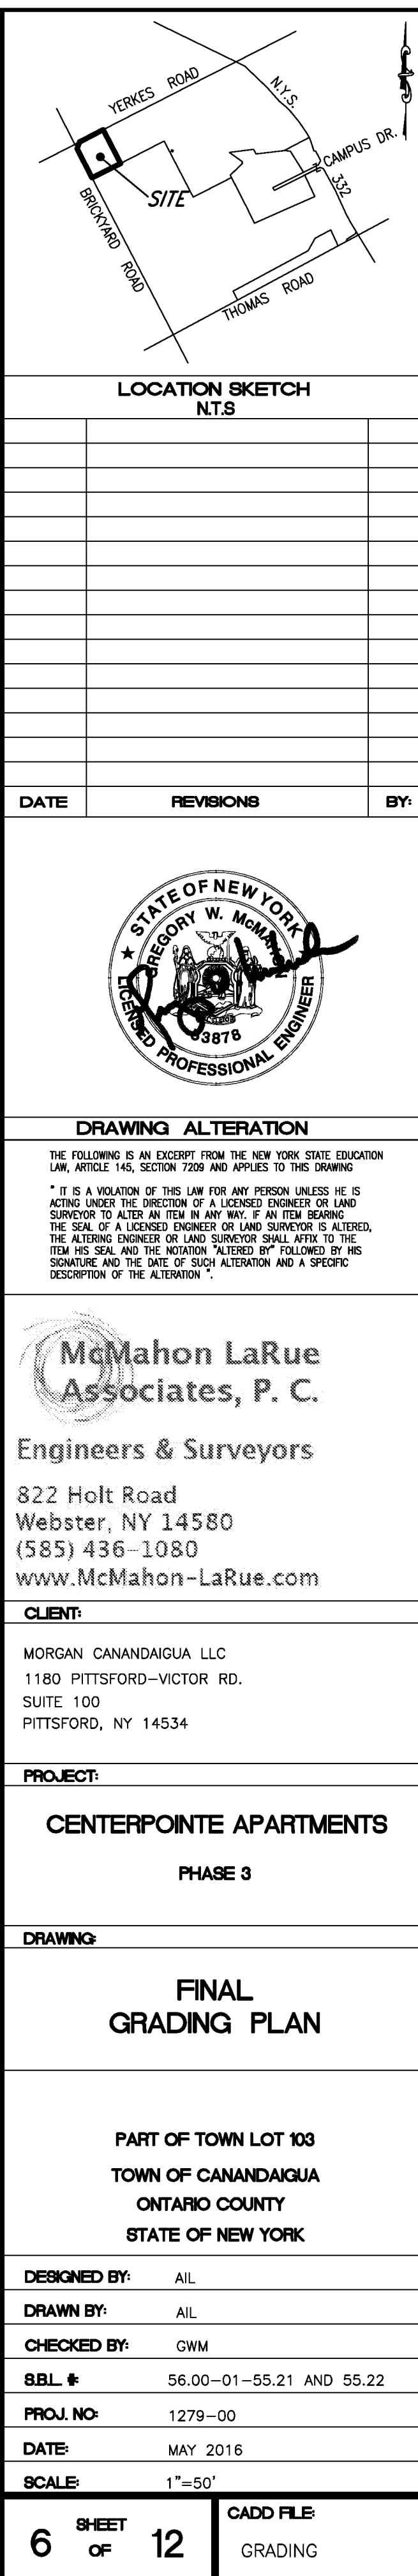 YERKES ROAD
N.Y.S.
332
CAMPUS DR.
SITE
BRICKYARD ROAD
THOMAS ROAD
LOCATION SKETCH
N.T.S
DATE REVISIONS BY:
STATE OF NEW YORK
GREGORY W. McMAHON
LICENSED PROFESSIONAL ENGINEER
DRAWING ALTERATION
THE FOLLOWING IS AN EXCERPT FROM THE NEW YORK STATE EDUCATION
LAW, ARTICLE 145, SECTION 7209 AND APPLIES TO THIS DRAWING
" IT IS A VIOLATION OF THIS LAW FOR ANY PERSON UNLESS HE IS
ACTING UNDER THE DIRECTION OF A LICENSED ENGINEER OR LAND
SURVEYOR TO ALTER AN ITEM IN ANY WAY. IF AN ITEM BEARING
THE SEAL OF A LICENSED ENGINEER OR LAND SURVEYOR IS ALTERED,
THE ALTERING ENGINEER OR LAND SURVEYOR SHALL AFFIX TO THE
ITEM HIS SEAL AND THE NOTATION "ALTERED BY" FOLLOWED BY HIS
SIGNATURE AND THE DATE OF SUCH ALTERATION AND A SPECIFIC
DESCRIPTION OF THE ALTERATION ".
McMahon LaRue
Associates, P. C.
Engineers & Surveyors
822 Holt Road
Webster, NY 14580
(585) 436-1080
www.McMahon-LaRue.com
CLIENT:
MORGAN CANANDAIGUA LLC
1180 PITTSFORD-VICTOR RD.
SUITE 100
PITTSFORD, NY 14534
PROJECT:
CENTERPOINTE APARTMENTS
PHASE 3
DRAWING:
FINAL
GRADING PLAN
PART OF TOWN LOT 103
TOWN OF CANANDAIGUA
ONTARIO COUNTY
STATE OF NEW YORK
DESIGNED BY: AIL
DRAWN BY: AIL
CHECKED BY: GWM
S.B.L. #: 56.00-01-55.21 AND 55.22
PROJ. NO: 1279-00
DATE: MAY 2016
SCALE: 1"=50'
6 SHEET OF 12
CADD FILE:
GRADING